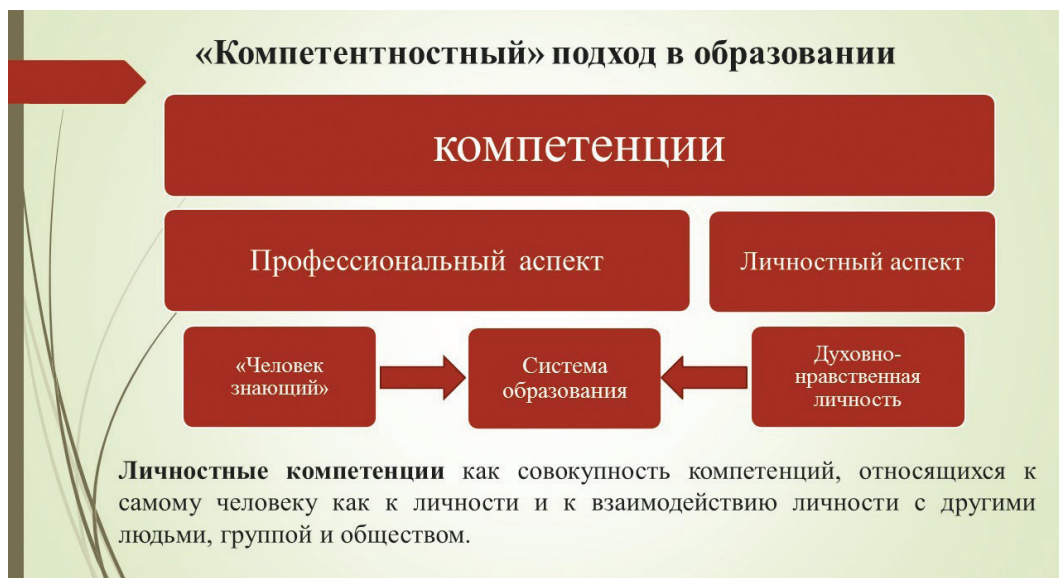 «Компетентностный» подход в образовании
компетенции
Профессиональный аспект
Личностный аспект
«Человек
знающий»
Система
образования
Духовно-
нравственная
личность
Личностные компетенции как совокупность компетенций, относящихся к
самому человеку как к личности и к взаимодействию личности с другими
людьми, группой и обществом.